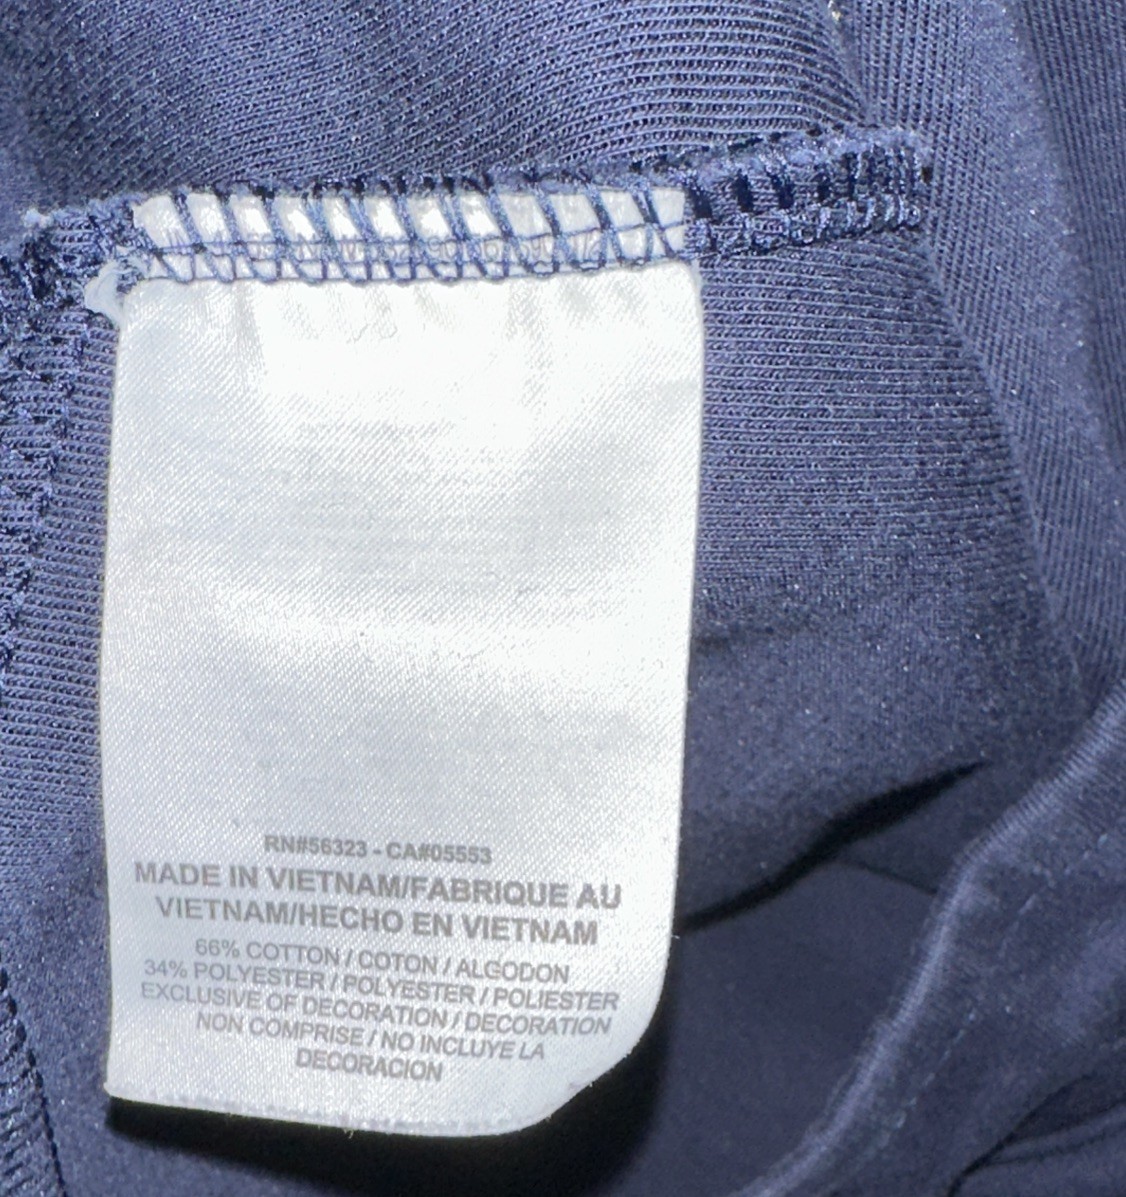 RN#56323 - CA#05553
MADE IN VIETNAM/FABRIQUE AU
VIETNAM/HECHO EN VIETNAM
66% COTTON / COTON / ALGODON
34% POLYESTER / POLYESTER / POLIESTER
EXCLUSIVE OF DECORATION / DECORATION
NON COMPRISE / NO INCLUYE LA
DECORACION